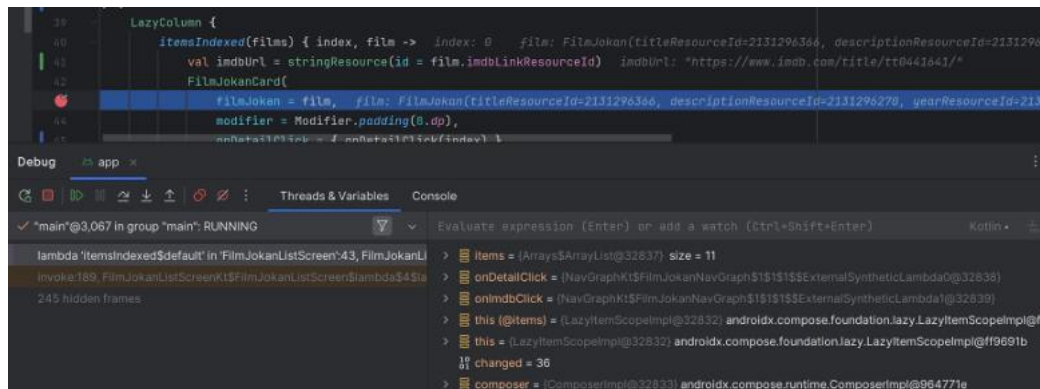 39 LazyColumn {
40 itemsIndexed(films) { index, film -> index: 0 film: FilmJokan(titleResourceId=2131296366, descriptionResourceId=213129
41 val imdbUrl = stringResource(id = film.imdbLinkResourceId) imdbUrl: "https://www.imdb.com/title/tt0441641/"
42 FilmJokanCard(
filmJokan = film, film: FilmJokan(titleResourceId=2131296366, descriptionResourceId=2131296270, yearResourceId=213
44 modifier = Modifier.padding(8.dp),
45 onDetailClick = { onDetailClick(index) }
Debug app ×
Threads & Variables Console
"main"@3,067 in group "main": RUNNING
Evaluate expression (Enter) or add a watch (Ctrl+Shift+Enter) Kotlin
lambda 'itemsIndexed$default' in 'FilmJokanListScreen':43, FilmJokanLi
invoke:189, FilmJokanListScreenKt$FilmJokanListScreen$lambda$4$la
245 hidden frames
items = {Arrays$ArrayList@32837} size = 11
onDetailClick = {NavGraphKt$FilmJokanNavGraph$1$1$1$$ExternalSyntheticLambda0@32838}
onImdbClick = {NavGraphKt$FilmJokanNavGraph$1$1$1$$ExternalSyntheticLambda1@32839}
this (@items) = {LazyItemScopeImpl@32832} androidx.compose.foundation.lazy.LazyItemScopeImpl@f
this = {LazyItemScopeImpl@32832} androidx.compose.foundation.lazy.LazyItemScopeImpl@ff9691b
changed = 36
composer = {ComposerImpl@32833} androidx.compose.runtime.ComposerImpl@964771e